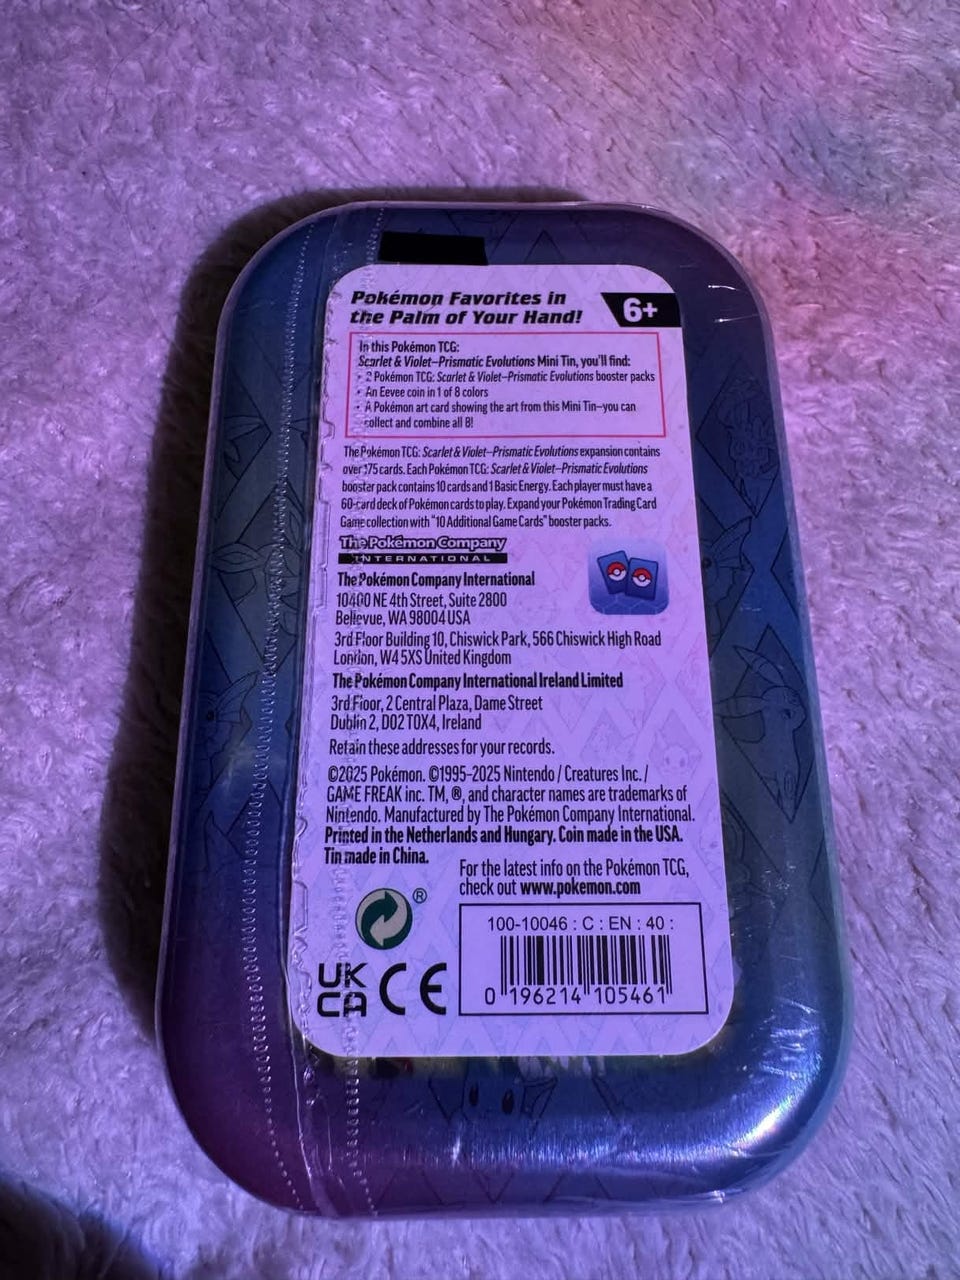 Pokémon Favorites in
the Palm of Your Hand!
6+
In this Pokémon TCG:
Scarlet & Violet–Prismatic Evolutions Mini Tin, you'll find:
• 2 Pokémon TCG: Scarlet & Violet–Prismatic Evolutions booster packs
• An Eevee coin in 1 of 8 colors
• A Pokémon art card showing the art from this Mini Tin–you can
collect and combine all 8!
The Pokémon TCG: Scarlet & Violet–Prismatic Evolutions expansion contains
over 175 cards. Each Pokémon TCG: Scarlet & Violet–Prismatic Evolutions
booster pack contains 10 cards and 1 Basic Energy. Each player must have a
60-card deck of Pokémon cards to play. Expand your Pokémon Trading Card
Game collection with "10 Additional Game Cards" booster packs.
The Pokémon Company
INTERNATIONAL
The Pokémon Company International
10400 NE 4th Street, Suite 2800
Bellevue, WA 98004 USA
3rd Floor Building 10, Chiswick Park, 566 Chiswick High Road
London, W4 5XS United Kingdom
The Pokémon Company International Ireland Limited
3rd Floor, 2 Central Plaza, Dame Street
Dublin 2, D02 T0X4, Ireland
Retain these addresses for your records.
©2025 Pokémon. ©1995–2025 Nintendo / Creatures Inc. /
GAME FREAK inc. TM, ®, and character names are trademarks of
Nintendo. Manufactured by The Pokémon Company International.
Printed in the Netherlands and Hungary. Coin made in the USA.
Tin made in China.
For the latest info on the Pokémon TCG,
check out www.pokemon.com
®
UK
CA CE
100-10046 : C : EN : 40 :
0 196214 105461